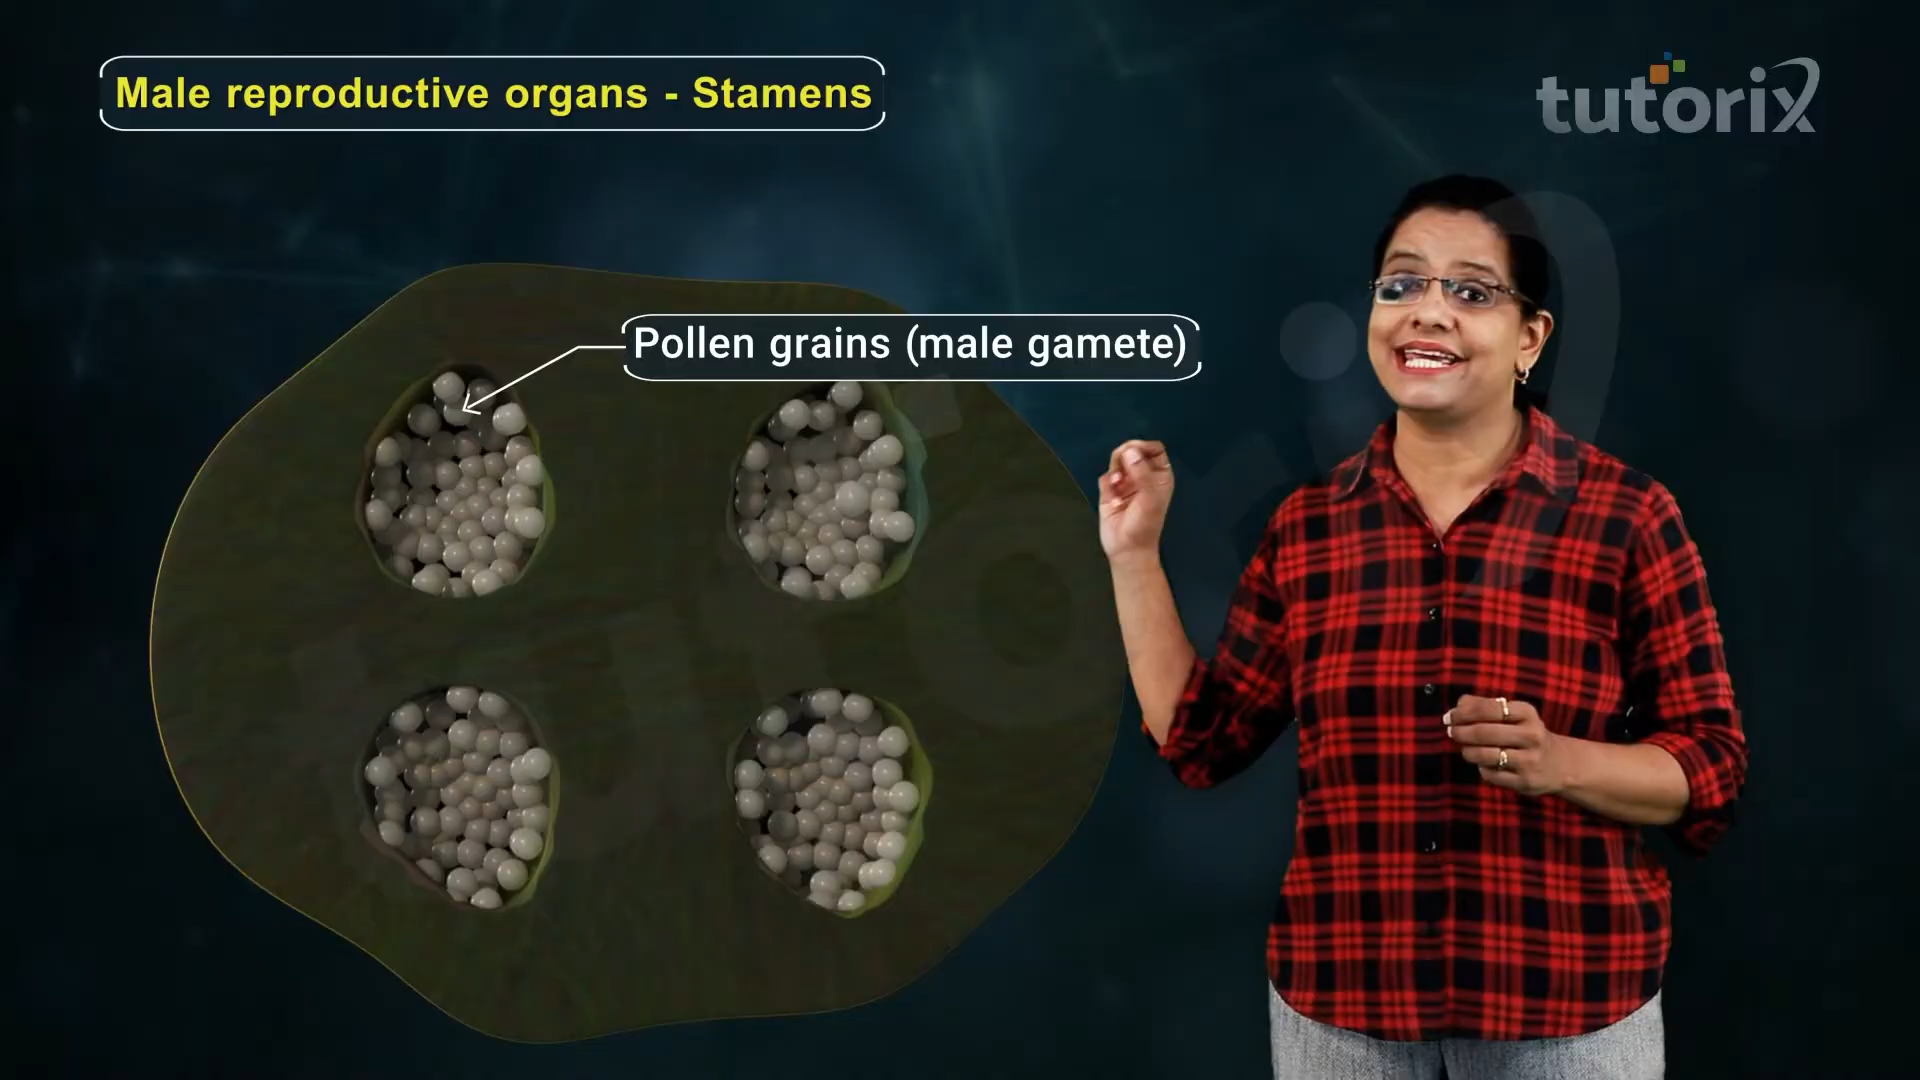 Male reproductive organs - Stamens
tutorix
Pollen grains (male gamete)